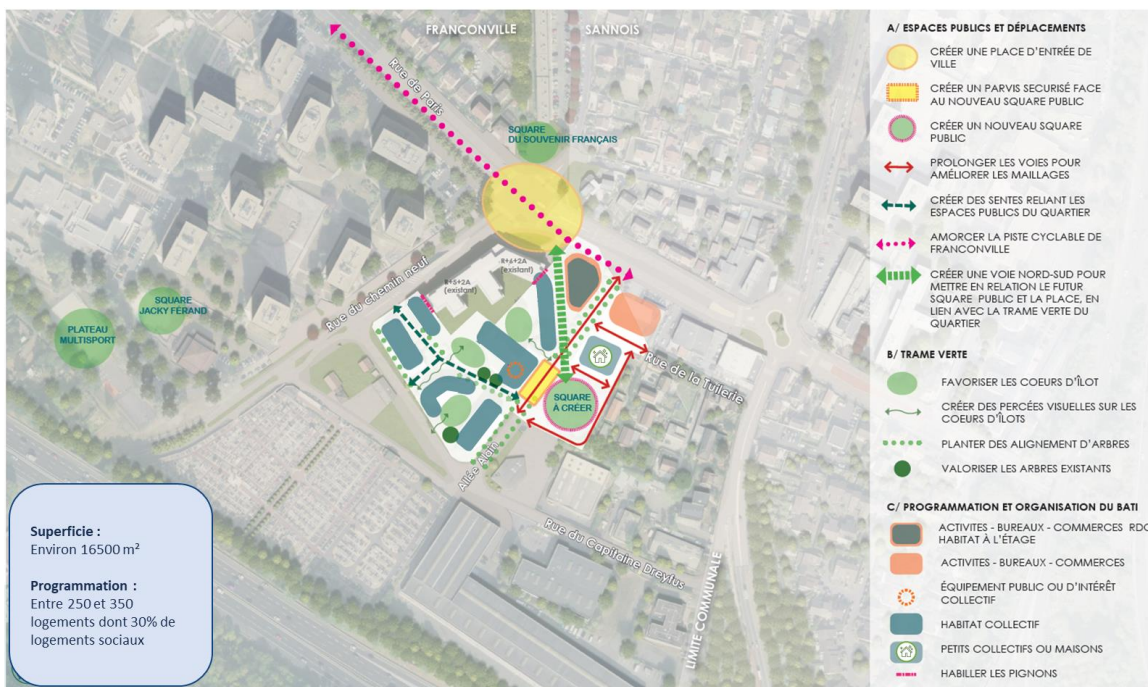 FRANCONVILLE
SANNOIS
Rue de Paris
SQUARE
DU SOUVENIR FRANÇAIS
R+6+2A
(existant)
R+6+2A
(existant)
Rue du chemin neuf
SQUARE
JACKY FERAND
PLATEAU
MULTISPORT
Rue de la Tuilerie
SQUARE
À CRÉER
Allée Alain
Rue du Capitaine Dreyfus
LIMITE COMMUNALE
Superficie :
Environ 16500 m²
Programmation :
Entre 250 et 350
logements dont 30% de
logements sociaux
A/ ESPACES PUBLICS ET DÉPLACEMENTS
CRÉER UNE PLACE D'ENTRÉE DE
VILLE
CRÉER UN PARVIS SECURISÉ FACE
AU NOUVEAU SQUARE PUBLIC
CRÉER UN NOUVEAU SQUARE
PUBLIC
PROLONGER LES VOIES POUR
AMÉLIORER LES MAILLAGES
CRÉER DES SENTES RELIANT LES
ESPACES PUBLICS DU QUARTIER
AMORCER LA PISTE CYCLABLE DE
FRANCONVILLE
CRÉER UNE VOIE NORD-SUD POUR
METTRE EN RELATION LE FUTUR
SQUARE PUBLIC ET LA PLACE, EN
LIEN AVEC LA TRAME VERTE DU
QUARTIER
B/ TRAME VERTE
FAVORISER LES COEURS D'ÎLOT
CRÉER DES PERCÉES VISUELLES SUR LES
COEURS D'ÎLOTS
PLANTER DES ALIGNEMENT D'ARBRES
VALORISER LES ARBRES EXISTANTS
C/ PROGRAMMATION ET ORGANISATION DU BATI
ACTIVITES - BUREAUX - COMMERCES RDC
HABITAT À L'ÉTAGE
ACTIVITES - BUREAUX - COMMERCES
ÉQUIPEMENT PUBLIC OU D'INTÉRÊT
COLLECTIF
HABITAT COLLECTIF
PETITS COLLECTIFS OU MAISONS
HABILLER LES PIGNONS